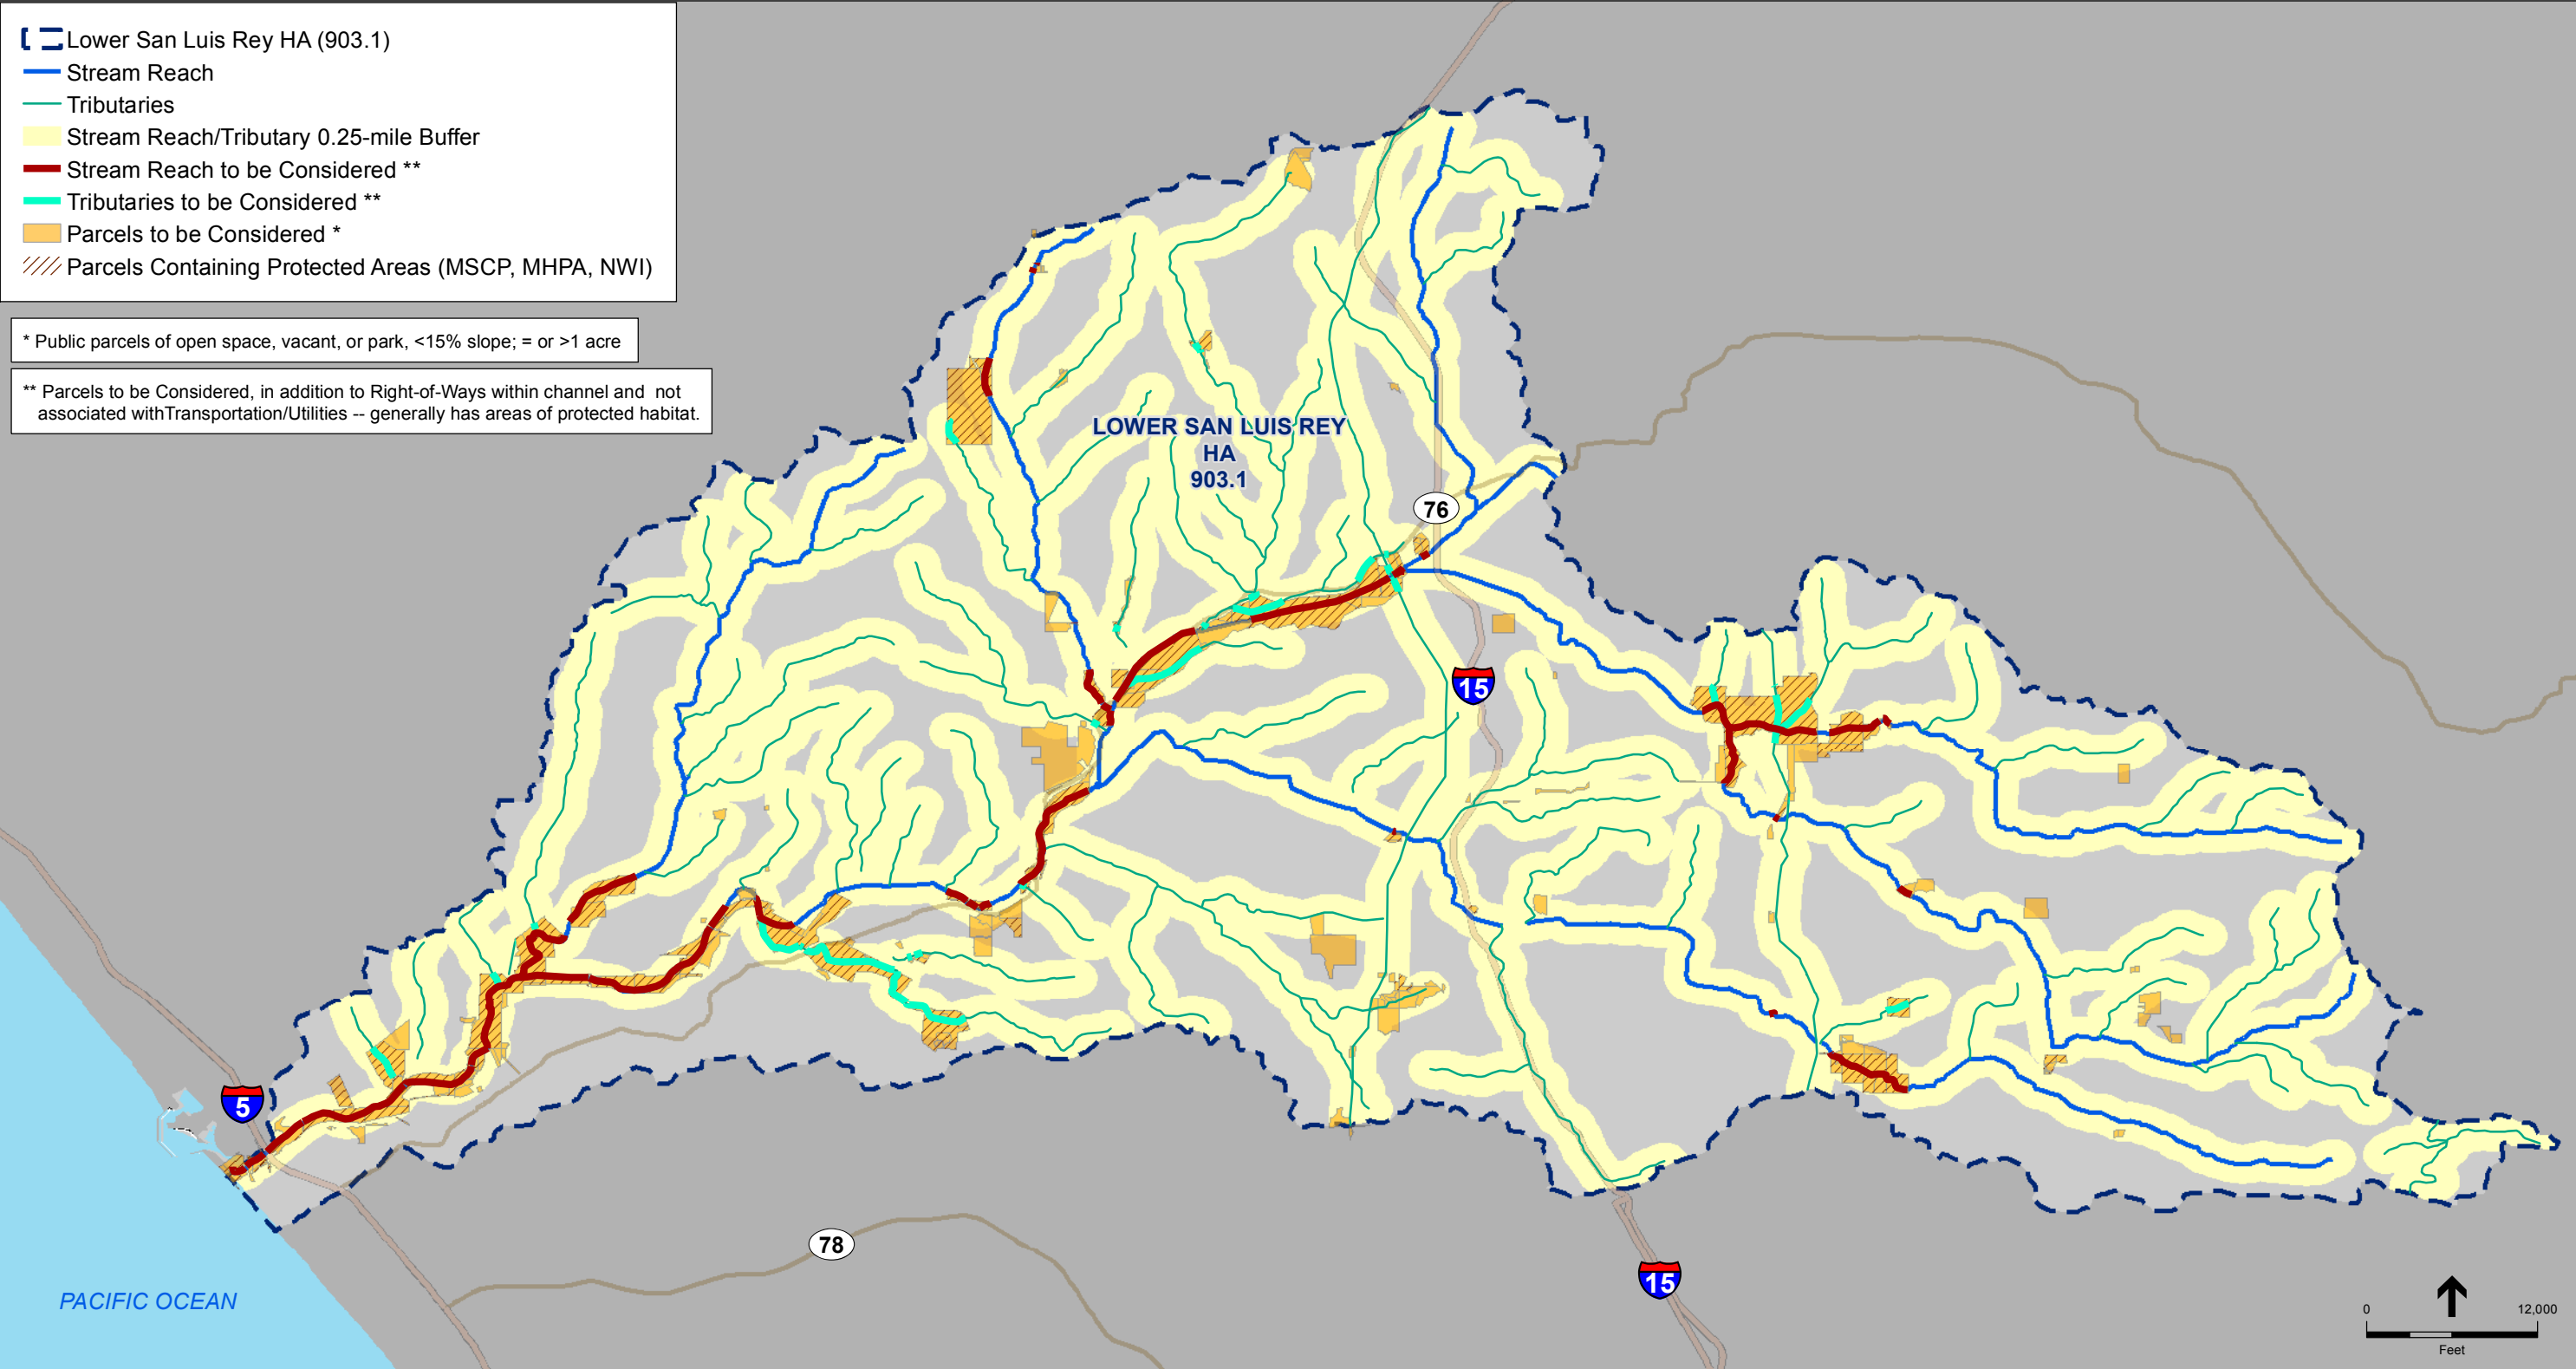 Lower San Luis Rey HA (903.1)
Stream Reach
Tributaries
Stream Reach/Tributary 0.25-mile Buffer
Stream Reach to be Considered **
Tributaries to be Considered **
Parcels to be Considered *
Parcels Containing Protected Areas (MSCP, MHPA, NWI)
* Public parcels of open space, vacant, or park, <15% slope; = or >1 acre
** Parcels to be Considered, in addition to Right-of-Ways within channel and not
associated withTransportation/Utilities -- generally has areas of protected habitat.
LOWER SAN LUIS REY
HA
903.1
76
15
5
78
15
PACIFIC OCEAN
0 12,000
Feet